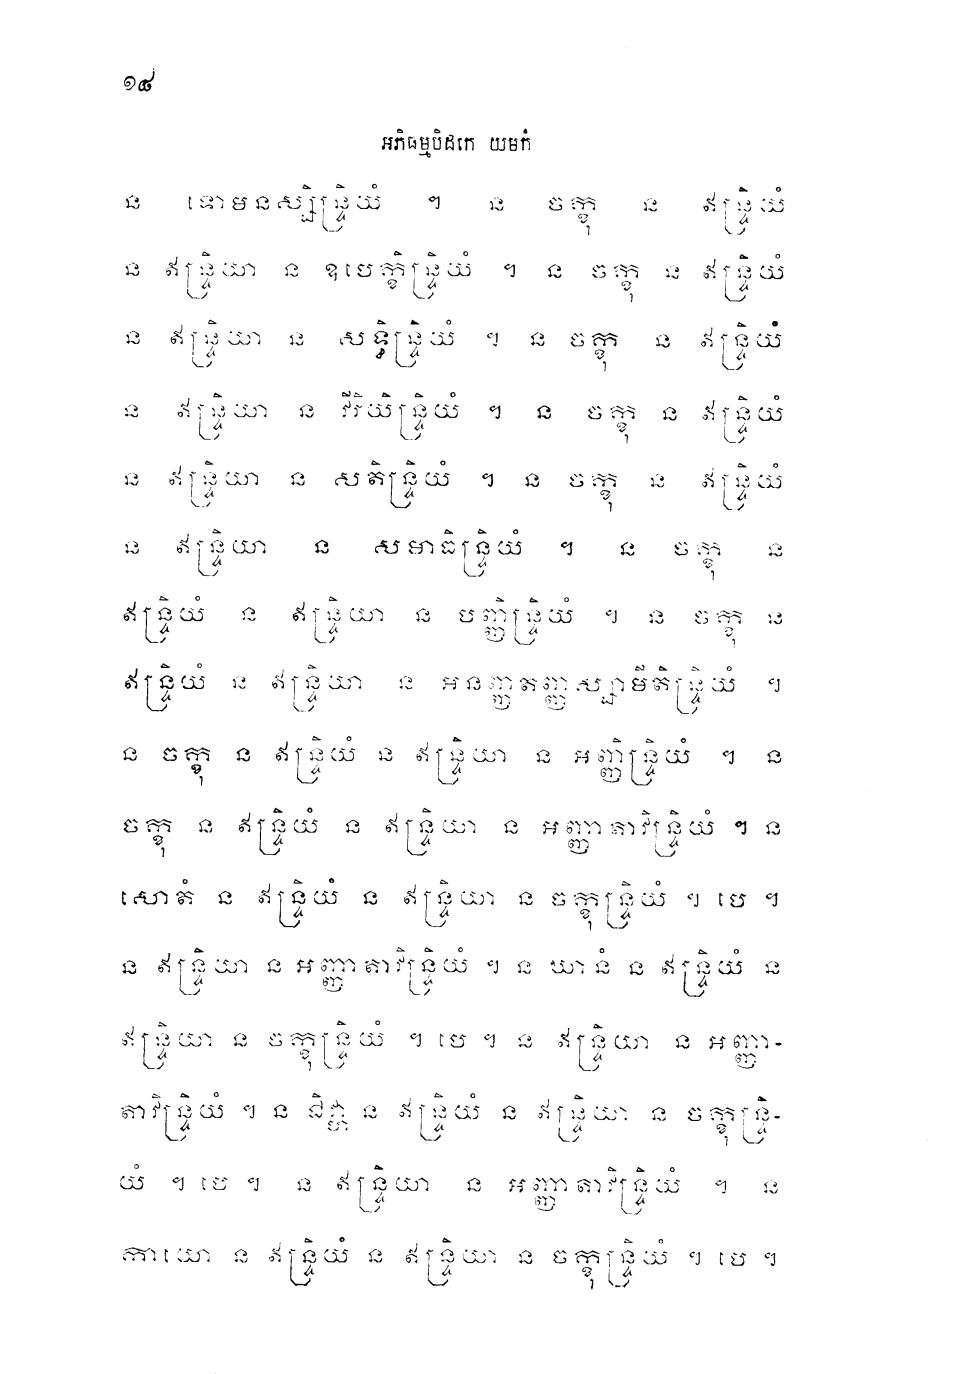 ១៨
អភិធម្មបិដកេ យមកំ
ន ទោមនស្សិន្ទ្រិយំ ។ ន ចក្ខុ ន ឥន្ទ្រិយំ
ន ឥន្ទ្រិយា ន ឧបេក្ខិន្ទ្រិយំ ។ ន ចក្ខុ ន ឥន្ទ្រិយំ
ន ឥន្ទ្រិយា ន សទ្ធិន្ទ្រិយំ ។ ន ចក្ខុ ន ឥន្ទ្រិយំ
ន ឥន្ទ្រិយា ន វីរិយិន្ទ្រិយំ ។ ន ចក្ខុ ន ឥន្ទ្រិយំ
ន ឥន្ទ្រិយា ន សតិន្ទ្រិយំ ។ ន ចក្ខុ ន ឥន្ទ្រិយំ
ន ឥន្ទ្រិយា ន សមាធិន្ទ្រិយំ ។ ន ចក្ខុ ន
ឥន្ទ្រិយំ ន ឥន្ទ្រិយា ន បញ្ញិន្ទ្រិយំ ។ ន ចក្ខុ ន
ឥន្ទ្រិយំ ន ឥន្ទ្រិយា ន អនញ្ញតញ្ញស្សាមីតិន្ទ្រិយំ ។
ន ចក្ខុ ន ឥន្ទ្រិយំ ន ឥន្ទ្រិយា ន អញ្ញិន្ទ្រិយំ ។ ន
ចក្ខុ ន ឥន្ទ្រិយំ ន ឥន្ទ្រិយា ន អញ្ញាតាវិន្ទ្រិយំ ។ ន
សោតំ ន ឥន្ទ្រិយំ ន ឥន្ទ្រិយា ន ចក្ខុន្ទ្រិយំ ។ បេ ។
ន ឥន្ទ្រិយា ន អញ្ញាតាវិន្ទ្រិយំ ។ ន ឃានំ ន ឥន្ទ្រិយំ ន
ឥន្ទ្រិយា ន ចក្ខុន្ទ្រិយំ ។ បេ ។ ន ឥន្ទ្រិយា ន អញ្ញា-
តាវិន្ទ្រិយំ ។ ន ជិវ្ហា ន ឥន្ទ្រិយំ ន ឥន្ទ្រិយា ន ចក្ខុន្ទ្រិ-
យំ ។ បេ ។ ន ឥន្ទ្រិយា ន អញ្ញាតាវិន្ទ្រិយំ ។ ន
កាយោ ន ឥន្ទ្រិយំ ន ឥន្ទ្រិយា ន ចក្ខុន្ទ្រិយំ ។ បេ ។